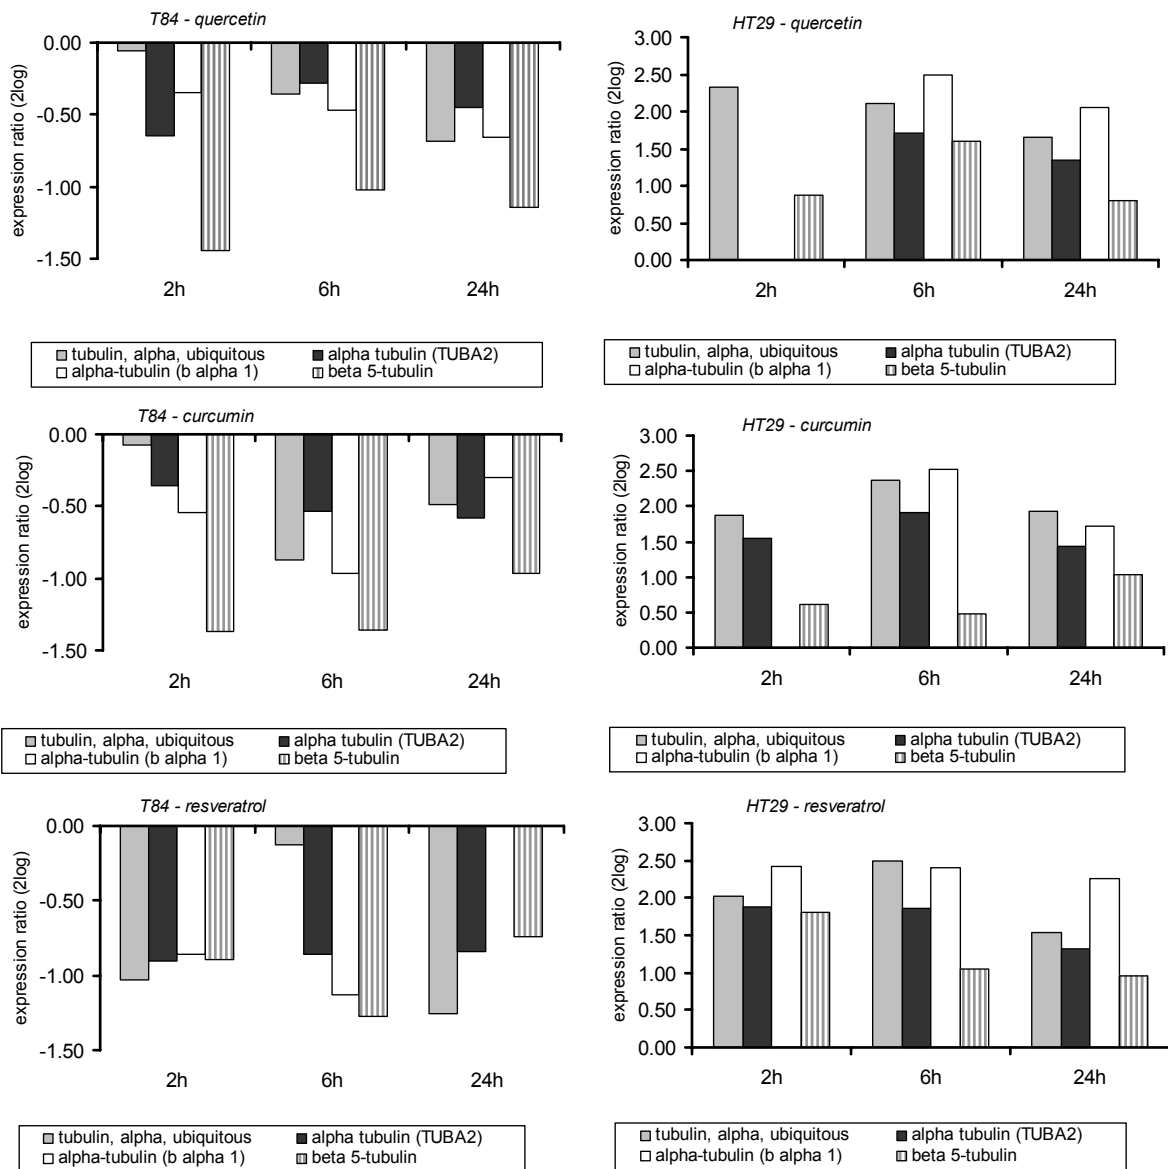 T84 - quercetin
expression ratio (2log)
0.00
-0.50
-1.00
-1.50
2h 6h 24h
tubulin, alpha, ubiquitous alpha tubulin (TUBA2)
alpha-tubulin (b alpha 1) beta 5-tubulin
HT29 - quercetin
expression ratio (2log)
3.00
2.50
2.00
1.50
1.00
0.50
0.00
2h 6h 24h
tubulin, alpha, ubiquitous alpha tubulin (TUBA2)
alpha-tubulin (b alpha 1) beta 5-tubulin
T84 - curcumin
expression ratio (2log)
0.00
-0.50
-1.00
-1.50
2h 6h 24h
tubulin, alpha, ubiquitous alpha tubulin (TUBA2)
alpha-tubulin (b alpha 1) beta 5-tubulin
HT29 - curcumin
expression ratio (2log)
3.00
2.50
2.00
1.50
1.00
0.50
0.00
2h 6h 24h
tubulin, alpha, ubiquitous alpha tubulin (TUBA2)
alpha-tubulin (b alpha 1) beta 5-tubulin
T84 - resveratrol
expression ratio (2log)
0.00
-0.50
-1.00
-1.50
2h 6h 24h
tubulin, alpha, ubiquitous alpha tubulin (TUBA2)
alpha-tubulin (b alpha 1) beta 5-tubulin
HT29 - resveratrol
expression ratio (2log)
3.00
2.50
2.00
1.50
1.00
0.50
0.00
2h 6h 24h
tubulin, alpha, ubiquitous alpha tubulin (TUBA2)
alpha-tubulin (b alpha 1) beta 5-tubulin